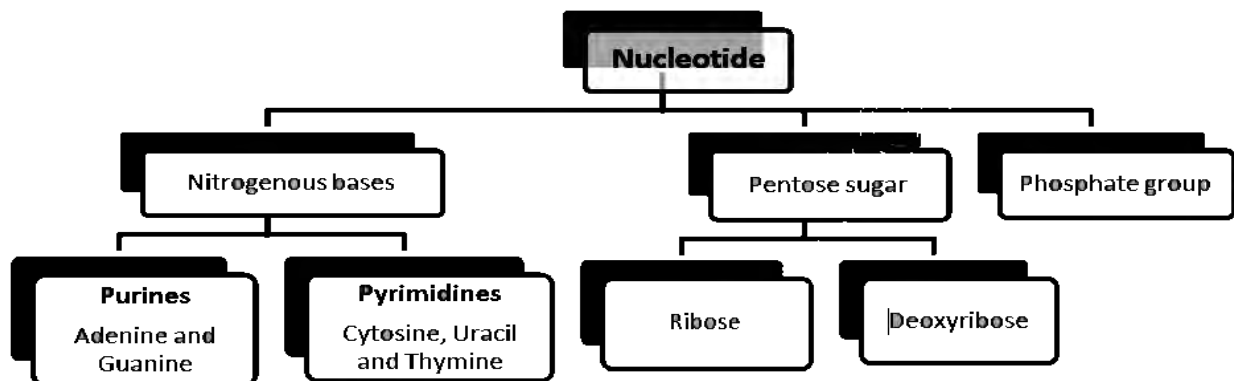 Nucleotide
Nitrogenous bases
Pentose sugar
Phosphate group
Purines
Adenine and
Guanine
Pyrimidines
Cytosine, Uracil
and Thymine
Ribose
Deoxyribose